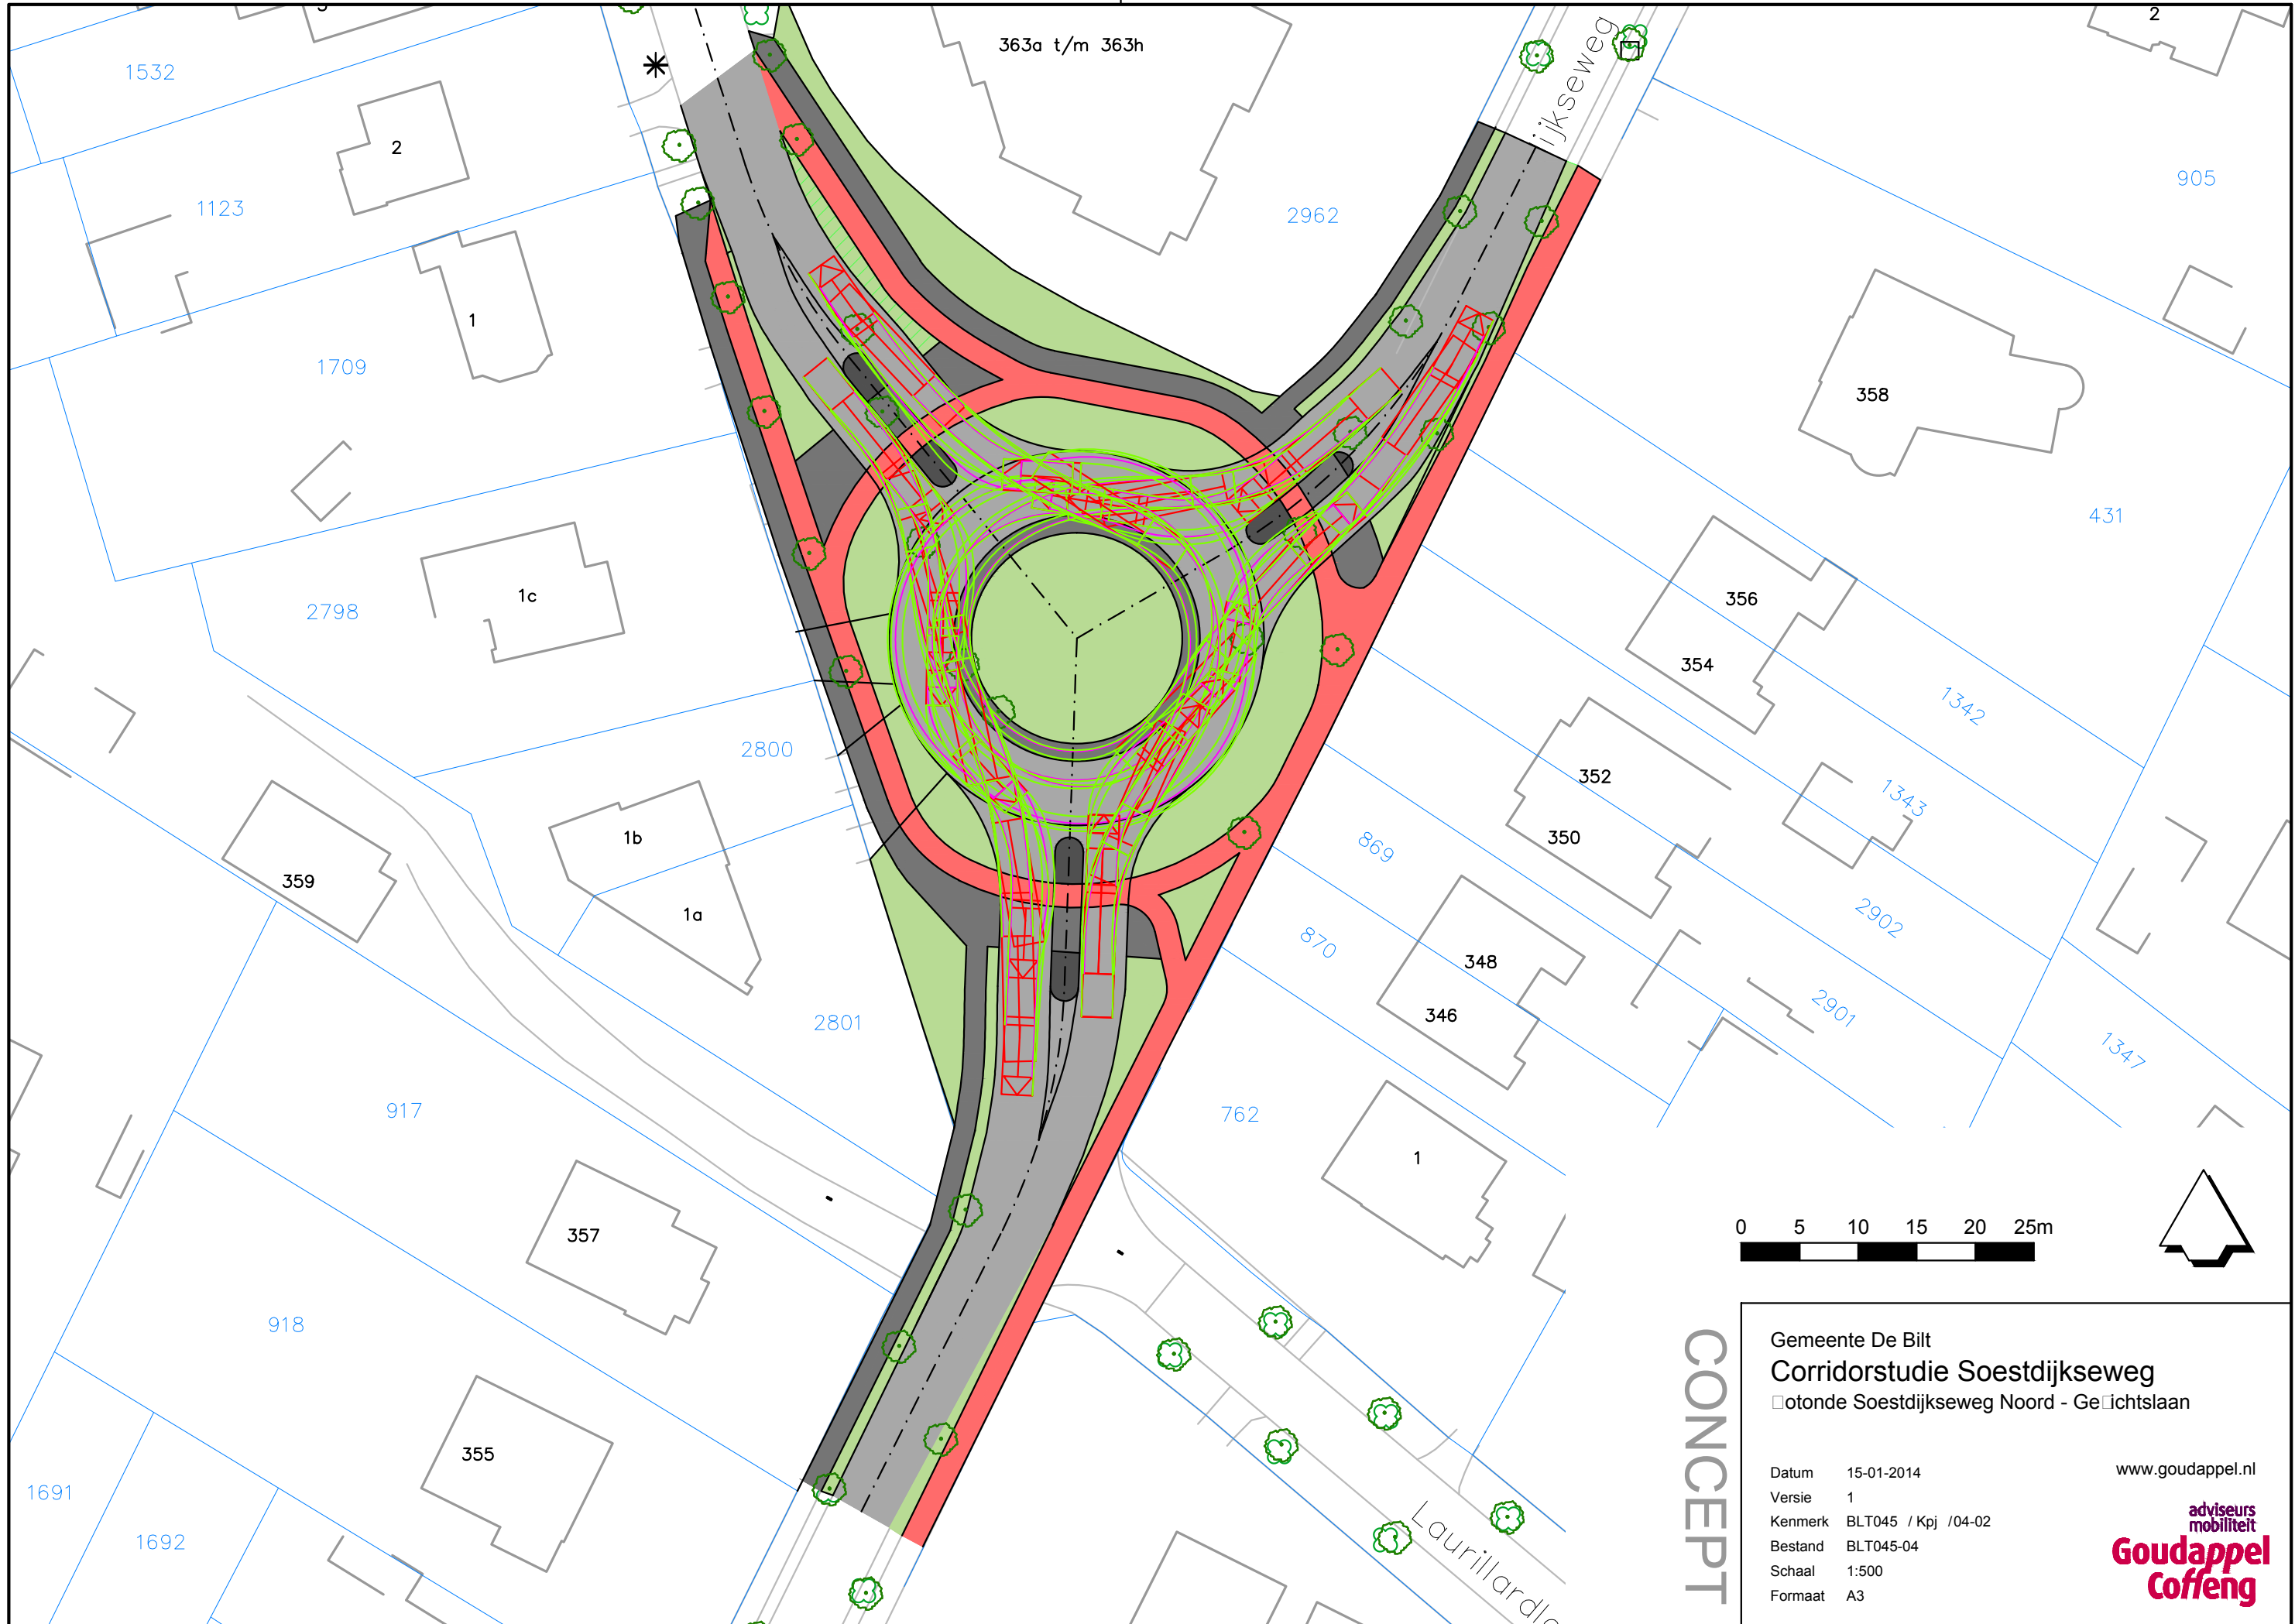 363a t/m 363h
2
1532
2
1123
905
2962
ijkseweg
1
1709
358
431
1c
2798
356
354
1342
2800
352
1343
350
1b
869
359
1a
2902
870
348
346
2801
2901
1347
917
762
1
357
918
355
1691
1692
0 5 10 15 20 25m
CONCEPT
Gemeente De Bilt
Corridorstudie Soestdijkseweg
□otonde Soestdijkseweg Noord - Ge□ichtslaan
Datum 15-01-2014
www.goudappel.nl
Versie 1
Kenmerk BLT045 / Kpj /04-02
Bestand BLT045-04
Schaal 1:500
Formaat A3
adviseurs
mobiliteit
Goudappel
Coffeng